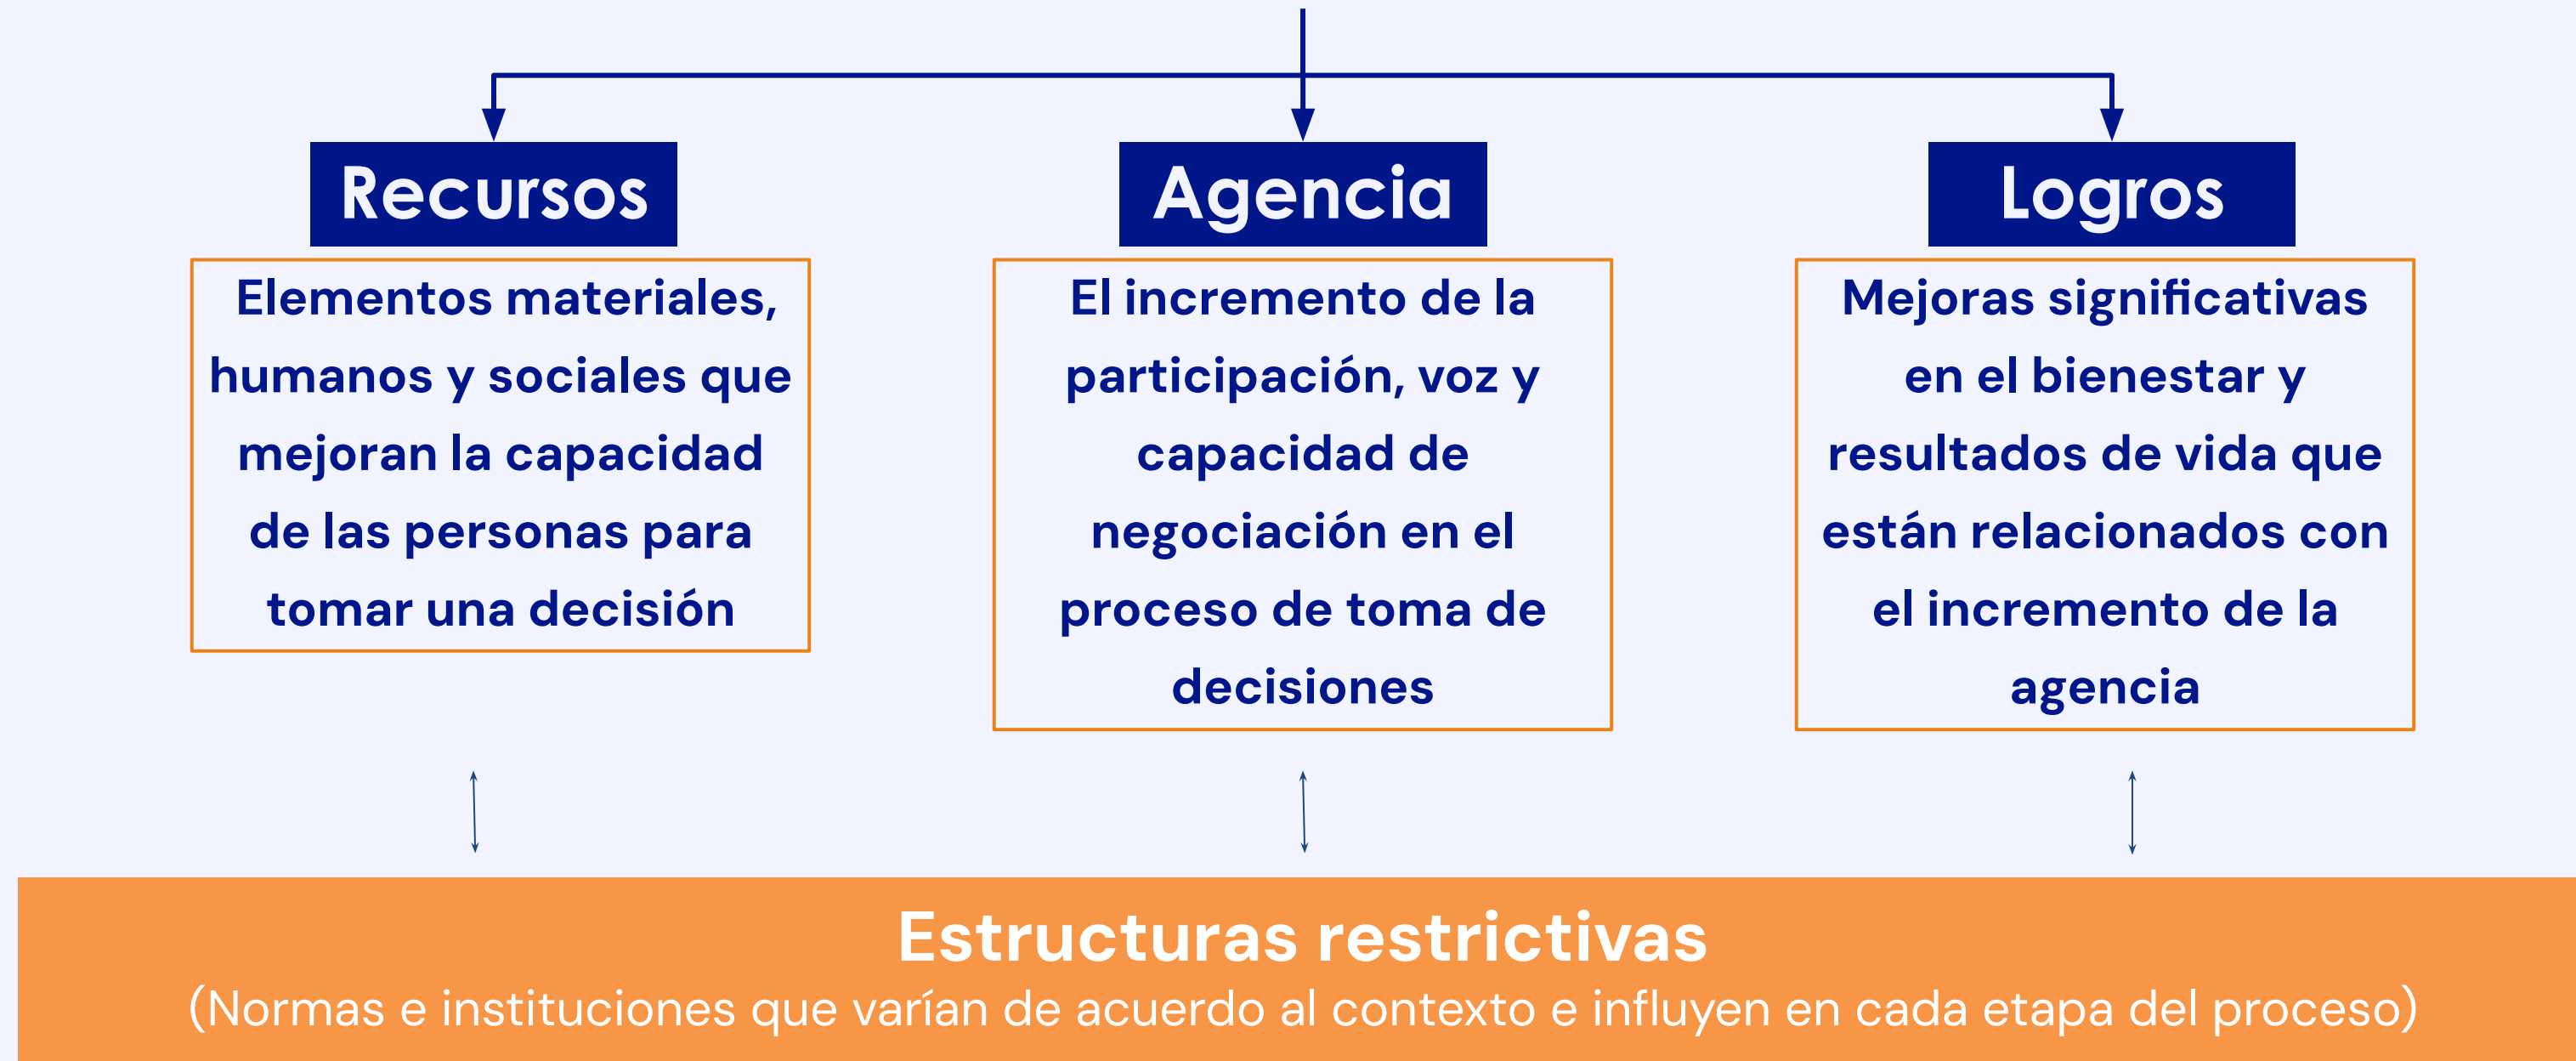 Recursos
Elementos materiales,
humanos y sociales que
mejoran la capacidad
de las personas para
tomar una decisión
Agencia
El incremento de la
participación, voz y
capacidad de
negociación en el
proceso de toma de
decisiones
Logros
Mejoras significativas
en el bienestar y
resultados de vida que
están relacionados con
el incremento de la
agencia
Estructuras restrictivas
(Normas e instituciones que varían de acuerdo al contexto e influyen en cada etapa del proceso)